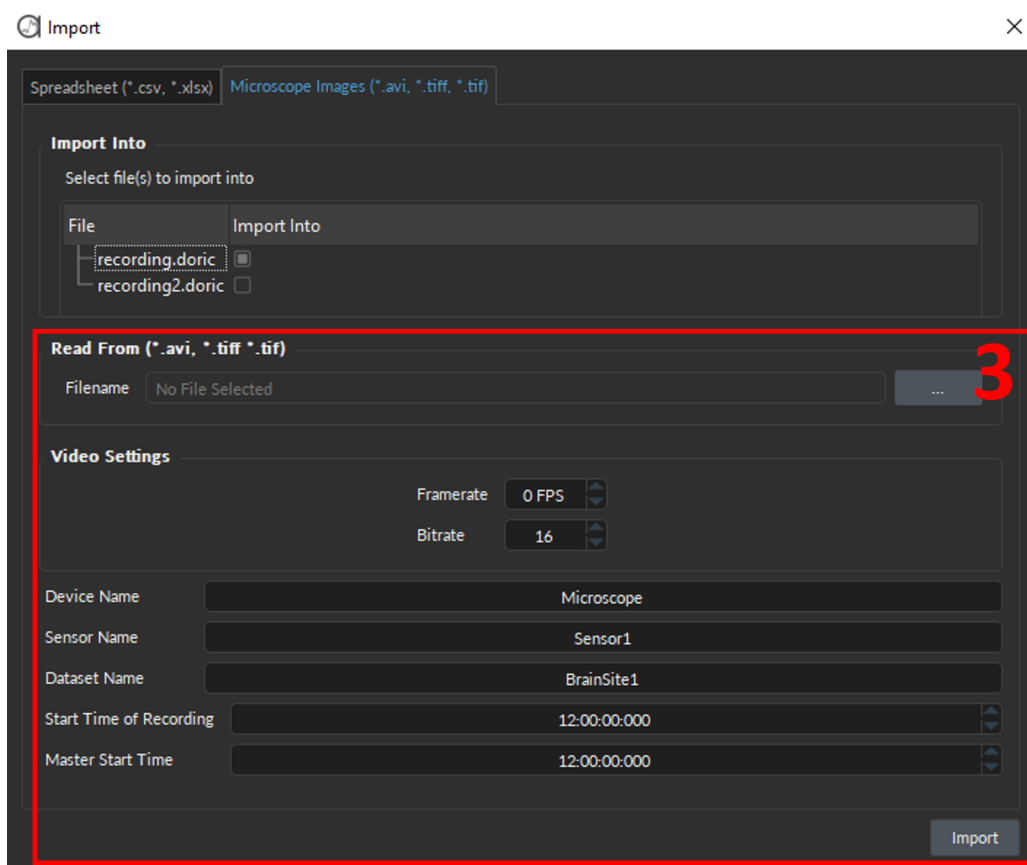 Import
Spreadsheet (*.csv, *.xlsx) Microscope Images (*.avi, *.tiff, *.tif)
Import Into
Select file(s) to import into
File Import Into
recording.doric
recording2.doric
Read From (*.avi, *.tiff *.tif)
3
Filename No File Selected ...
Video Settings
Framerate 0 FPS
Bitrate 16
Device Name Microscope
Sensor Name Sensor1
Dataset Name BrainSite1
Start Time of Recording 12:00:00:000
Master Start Time 12:00:00:000
Import